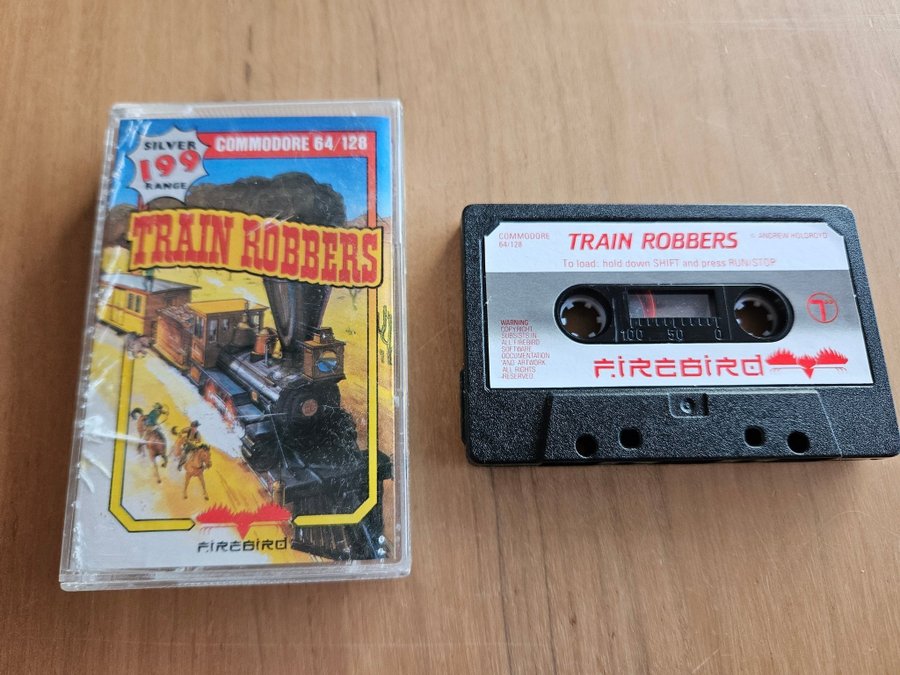 SILVER
199
RANGE
COMMODORE 64/128
TRAIN ROBBERS
FIREBIRD
COMMODORE
64/128
TRAIN ROBBERS
© ANDREW HOLDROYD
To load: hold down SHIFT and press RUN/STOP
100 50 0
WARNING
COPYRIGHT
SUBSISTS IN
ALL FIREBIRD
SOFTWARE
DOCUMENTATION
AND ARTWORK
ALL RIGHTS
RESERVED
FIREBIRD